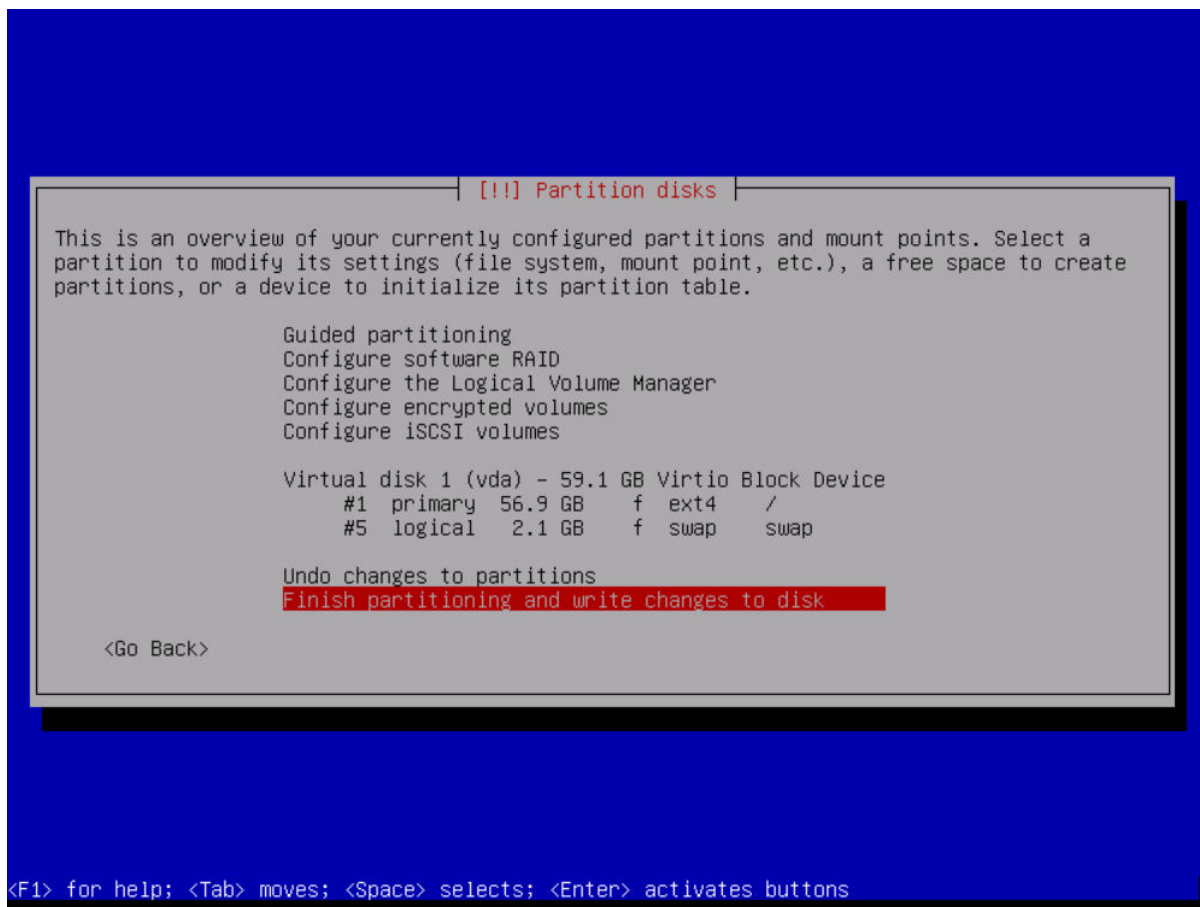 [!!] Partition disks
This is an overview of your currently configured partitions and mount points. Select a
partition to modify its settings (file system, mount point, etc.), a free space to create
partitions, or a device to initialize its partition table.
Guided partitioning
Configure software RAID
Configure the Logical Volume Manager
Configure encrypted volumes
Configure iSCSI volumes
Virtual disk 1 (vda) - 59.1 GB Virtio Block Device
#1 primary 56.9 GB f ext4 /
#5 logical 2.1 GB f swap swap
Undo changes to partitions
Finish partitioning and write changes to disk
<Go Back>
<F1> for help; <Tab> moves; <Space> selects; <Enter> activates buttons